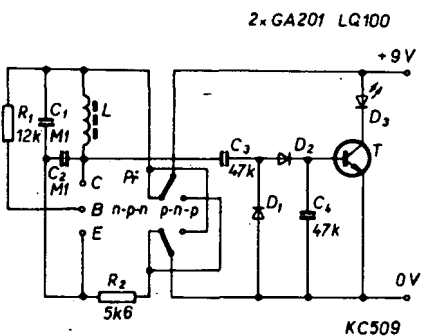 2x GA201 LQ100
+9V
R1
12k
C1
M1
L
C2
M1
C
B
E
Př
n-p-n p-n-p
C3
47k
D1
D2
C4
47k
T
D3
R2
5k6
0V
KC509